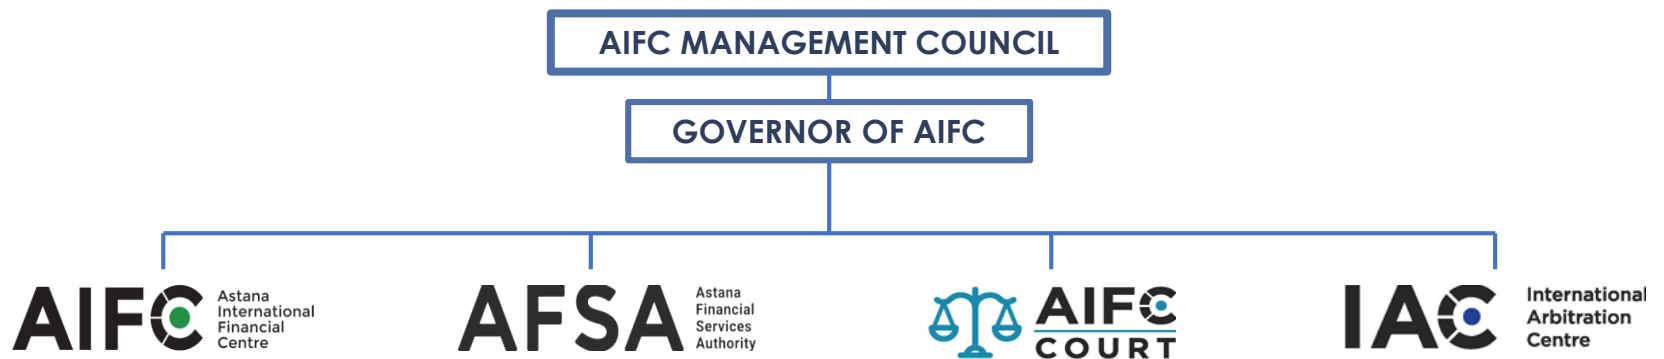 AIFC MANAGEMENT COUNCIL
GOVERNOR OF AIFC
AIFC
Astana
International
Financial
Centre
AFSA
Astana
Financial
Services
Authority
AIFC
COURT
IAC
International
Arbitration
Centre